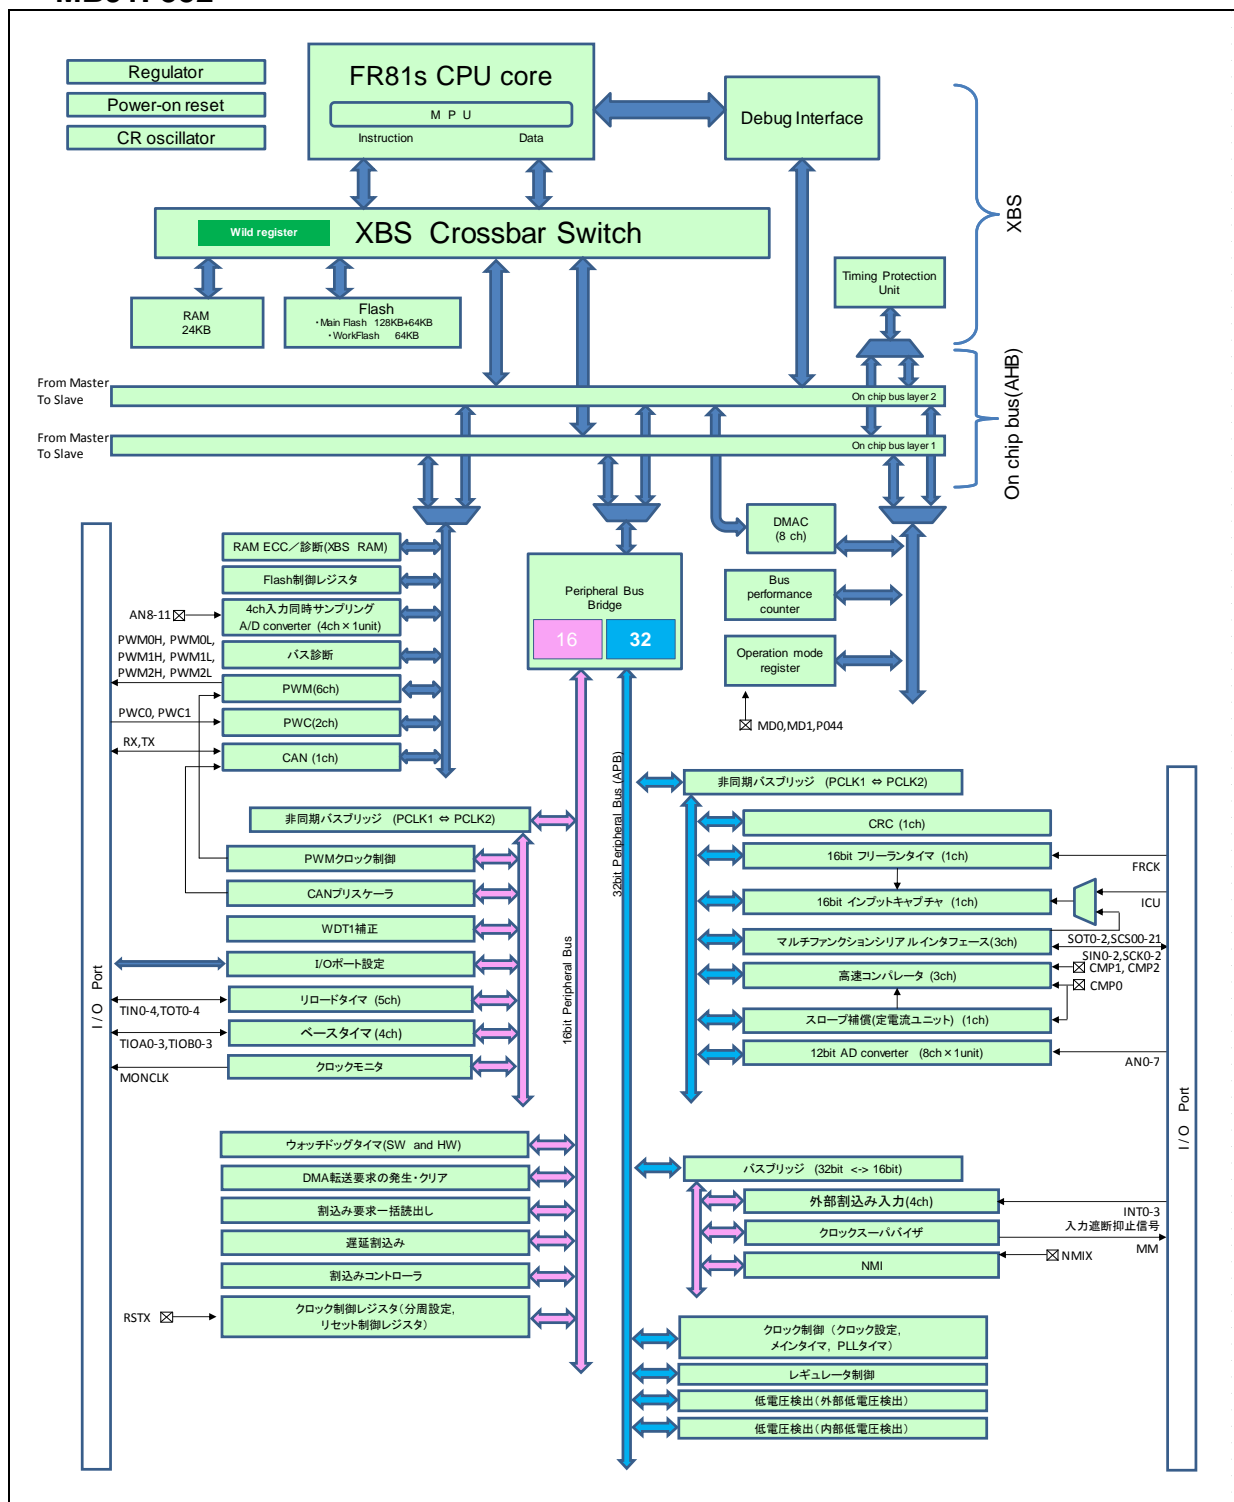 Regulator
Power-on reset
CR oscillator
FR81s CPU core
M P U
Instruction
Data
Debug Interface
XBS
Wild register
XBS Crossbar Switch
Timing Protection
Unit
RAM
24KB
Flash
・Main Flash 128KB+64KB
・WorkFlash 64KB
On chip bus(AHB)
From Master
To Slave
On chip bus layer 2
From Master
To Slave
On chip bus layer 1
I/O Port
RAM ECC／診断(XBS RAM)
Flash制御レジスタ
AN8-11
4ch入力同時サンプリング
A/D converter (4ch×1unit)
PWM0H, PWM0L,
PWM1H, PWM1L,
PWM2H, PWM2L
バス診断
PWM(6ch)
PWC0, PWC1
PWC(2ch)
RX,TX
CAN (1ch)
DMAC
(8 ch)
Bus
performance
counter
Operation mode
register
MD0,MD1,P044
Peripheral Bus
Bridge
16
32
16bit Peripheral Bus
32bit Peripheral Bus (APB)
非同期バスブリッジ (PCLK1 ⇔ PCLK2)
PWMクロック制御
CANプリスケーラ
WDT1補正
I/Oポート設定
リロードタイマ (5ch)
TIN0-4,TOT0-4
ベースタイマ (4ch)
TIOA0-3,TIOB0-3
クロックモニタ
MONCLK
非同期バスブリッジ (PCLK1 ⇔ PCLK2)
CRC (1ch)
16bit フリーランタイマ (1ch)
FRCK
16bit インプットキャプチャ (1ch)
ICU
マルチファンクションシリアルインタフェース(3ch)
SOT0-2,SCS00-21
SIN0-2,SCK0-2
高速コンパレータ (3ch)
CMP1, CMP2
CMP0
スロープ補償(定電流ユニット) (1ch)
12bit AD converter (8ch×1unit)
AN0-7
I/O Port
ウォッチドッグタイマ(SW and HW)
DMA転送要求の発生・クリア
割込み要求一括読出し
遅延割込み
割込みコントローラ
RSTX
クロック制御レジスタ(分周設定,
リセット制御レジスタ)
バスブリッジ (32bit <-> 16bit)
外部割込み入力(4ch)
INT0-3
入力遮断抑止信号
クロックスーパバイザ
MM
NMI
NMIX
クロック制御 (クロック設定,
メインタイマ, PLLタイマ)
レギュレータ制御
低電圧検出(外部低電圧検出)
低電圧検出(内部低電圧検出)